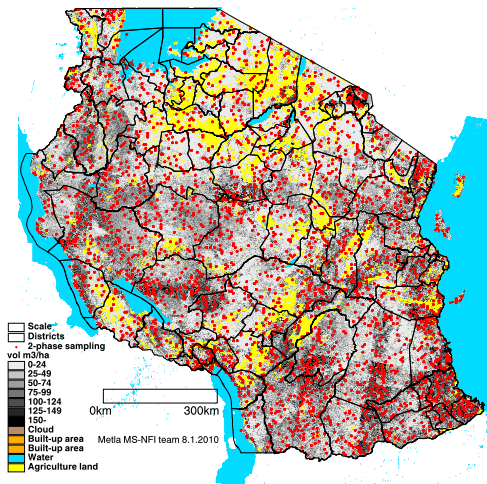 Scale
Districts
2-phase sampling
vol m3/ha
0-24
25-49
50-74
75-99
100-124
125-149
150-
Cloud
Built-up area
Built-up area
Water
Agriculture land
0km 300km
Metla MS-NFI team 8.1.2010